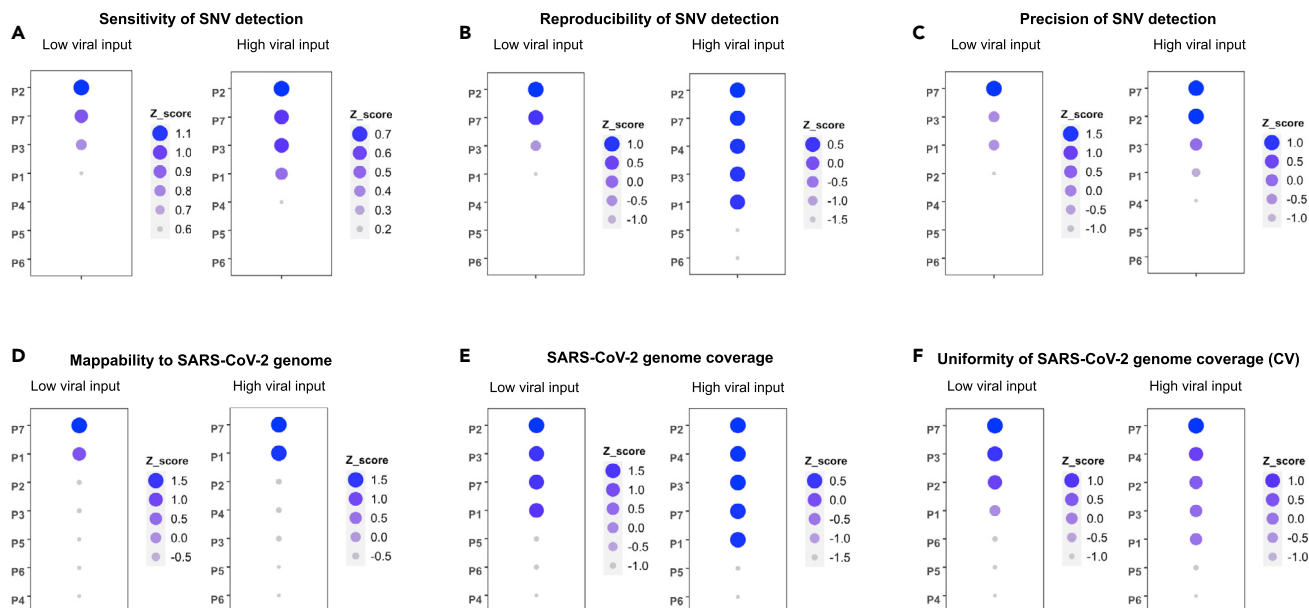 A
Sensitivity of SNV detection
Low viral input
P2
P7
P3
P1
P4
P5
P6
Z_score
1.1
1.0
0.9
0.8
0.7
0.6
High viral input
P2
P7
P3
P1
P4
P5
P6
Z_score
0.7
0.6
0.5
0.4
0.3
0.2
B
Reproducibility of SNV detection
Low viral input
P2
P7
P3
P1
P4
P5
P6
Z_score
1.0
0.5
0.0
-0.5
-1.0
High viral input
P2
P7
P4
P3
P1
P5
P6
Z_score
0.5
0.0
-0.5
-1.0
-1.5
C
Precision of SNV detection
Low viral input
P7
P3
P1
P2
P4
P5
P6
Z_score
1.5
1.0
0.5
0.0
-0.5
-1.0
High viral input
P7
P2
P3
P1
P4
P5
P6
Z_score
1.0
0.5
0.0
-0.5
-1.0
D
Mappability to SARS-CoV-2 genome
Low viral input
P7
P1
P2
P3
P5
P6
P4
Z_score
1.5
1.0
0.5
0.0
-0.5
High viral input
P7
P1
P2
P4
P3
P5
P6
Z_score
1.5
1.0
0.5
0.0
-0.5
E
SARS-CoV-2 genome coverage
Low viral input
P2
P3
P7
P1
P5
P6
P4
Z_score
1.5
1.0
0.5
0.0
-0.5
-1.0
High viral input
P2
P4
P3
P7
P1
P5
P6
Z_score
0.5
0.0
-0.5
-1.0
-1.5
F
Uniformity of SARS-CoV-2 genome coverage (CV)
Low viral input
P7
P3
P2
P1
P6
P5
P4
Z_score
1.0
0.5
0.0
-0.5
-1.0
High viral input
P7
P4
P2
P3
P1
P5
P6
Z_score
1.0
0.5
0.0
-0.5
-1.0